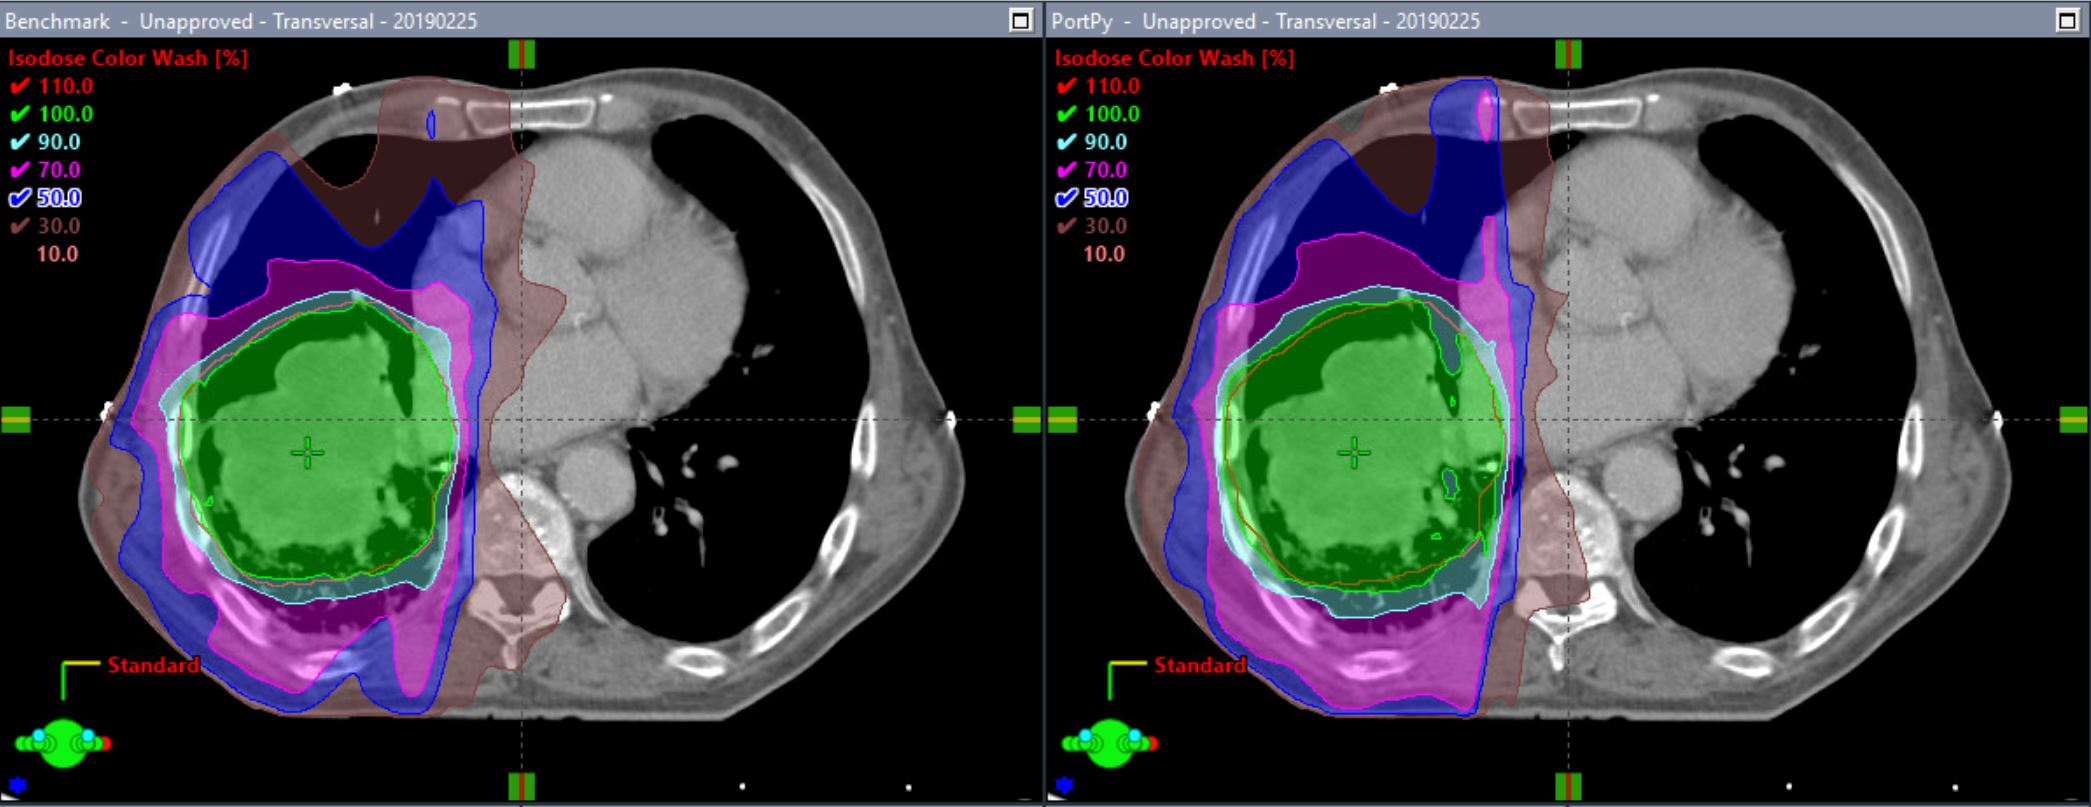 Benchmark - Unapproved - Transversal - 20190225
Isodose Color Wash [%]
✔ 110.0
✔ 100.0
✔ 90.0
✔ 70.0
✔ 50.0
✔ 30.0
10.0
Standard
PortPy - Unapproved - Transversal - 20190225
Isodose Color Wash [%]
✔ 110.0
✔ 100.0
✔ 90.0
✔ 70.0
✔ 50.0
✔ 30.0
10.0
Standard